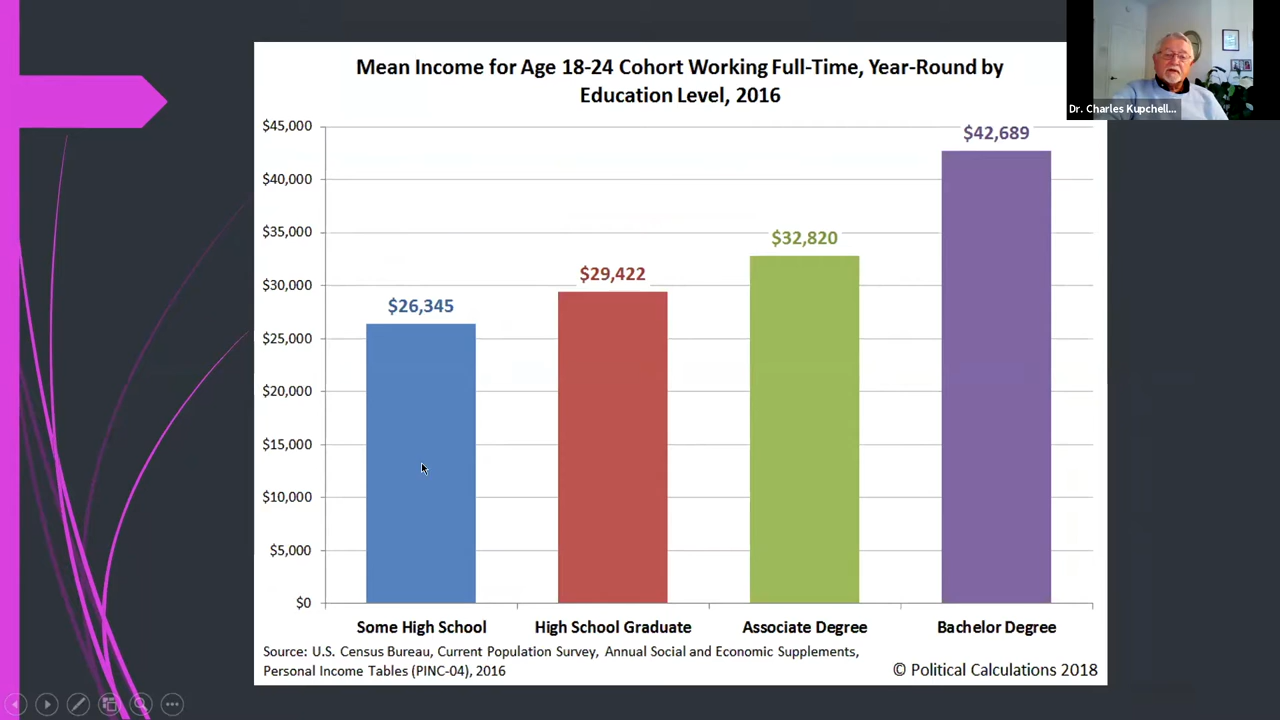 Mean Income for Age 18-24 Cohort Working Full-Time, Year-Round by
Education Level, 2016
Dr. Charles Kupchell...
$45,000
$40,000
$35,000
$30,000
$25,000
$20,000
$15,000
$10,000
$5,000
$0
$26,345
$29,422
$32,820
$42,689
Some High School
High School Graduate
Associate Degree
Bachelor Degree
Source: U.S. Census Bureau, Current Population Survey, Annual Social and Economic Supplements,
Personal Income Tables (PINC-04), 2016
© Political Calculations 2018